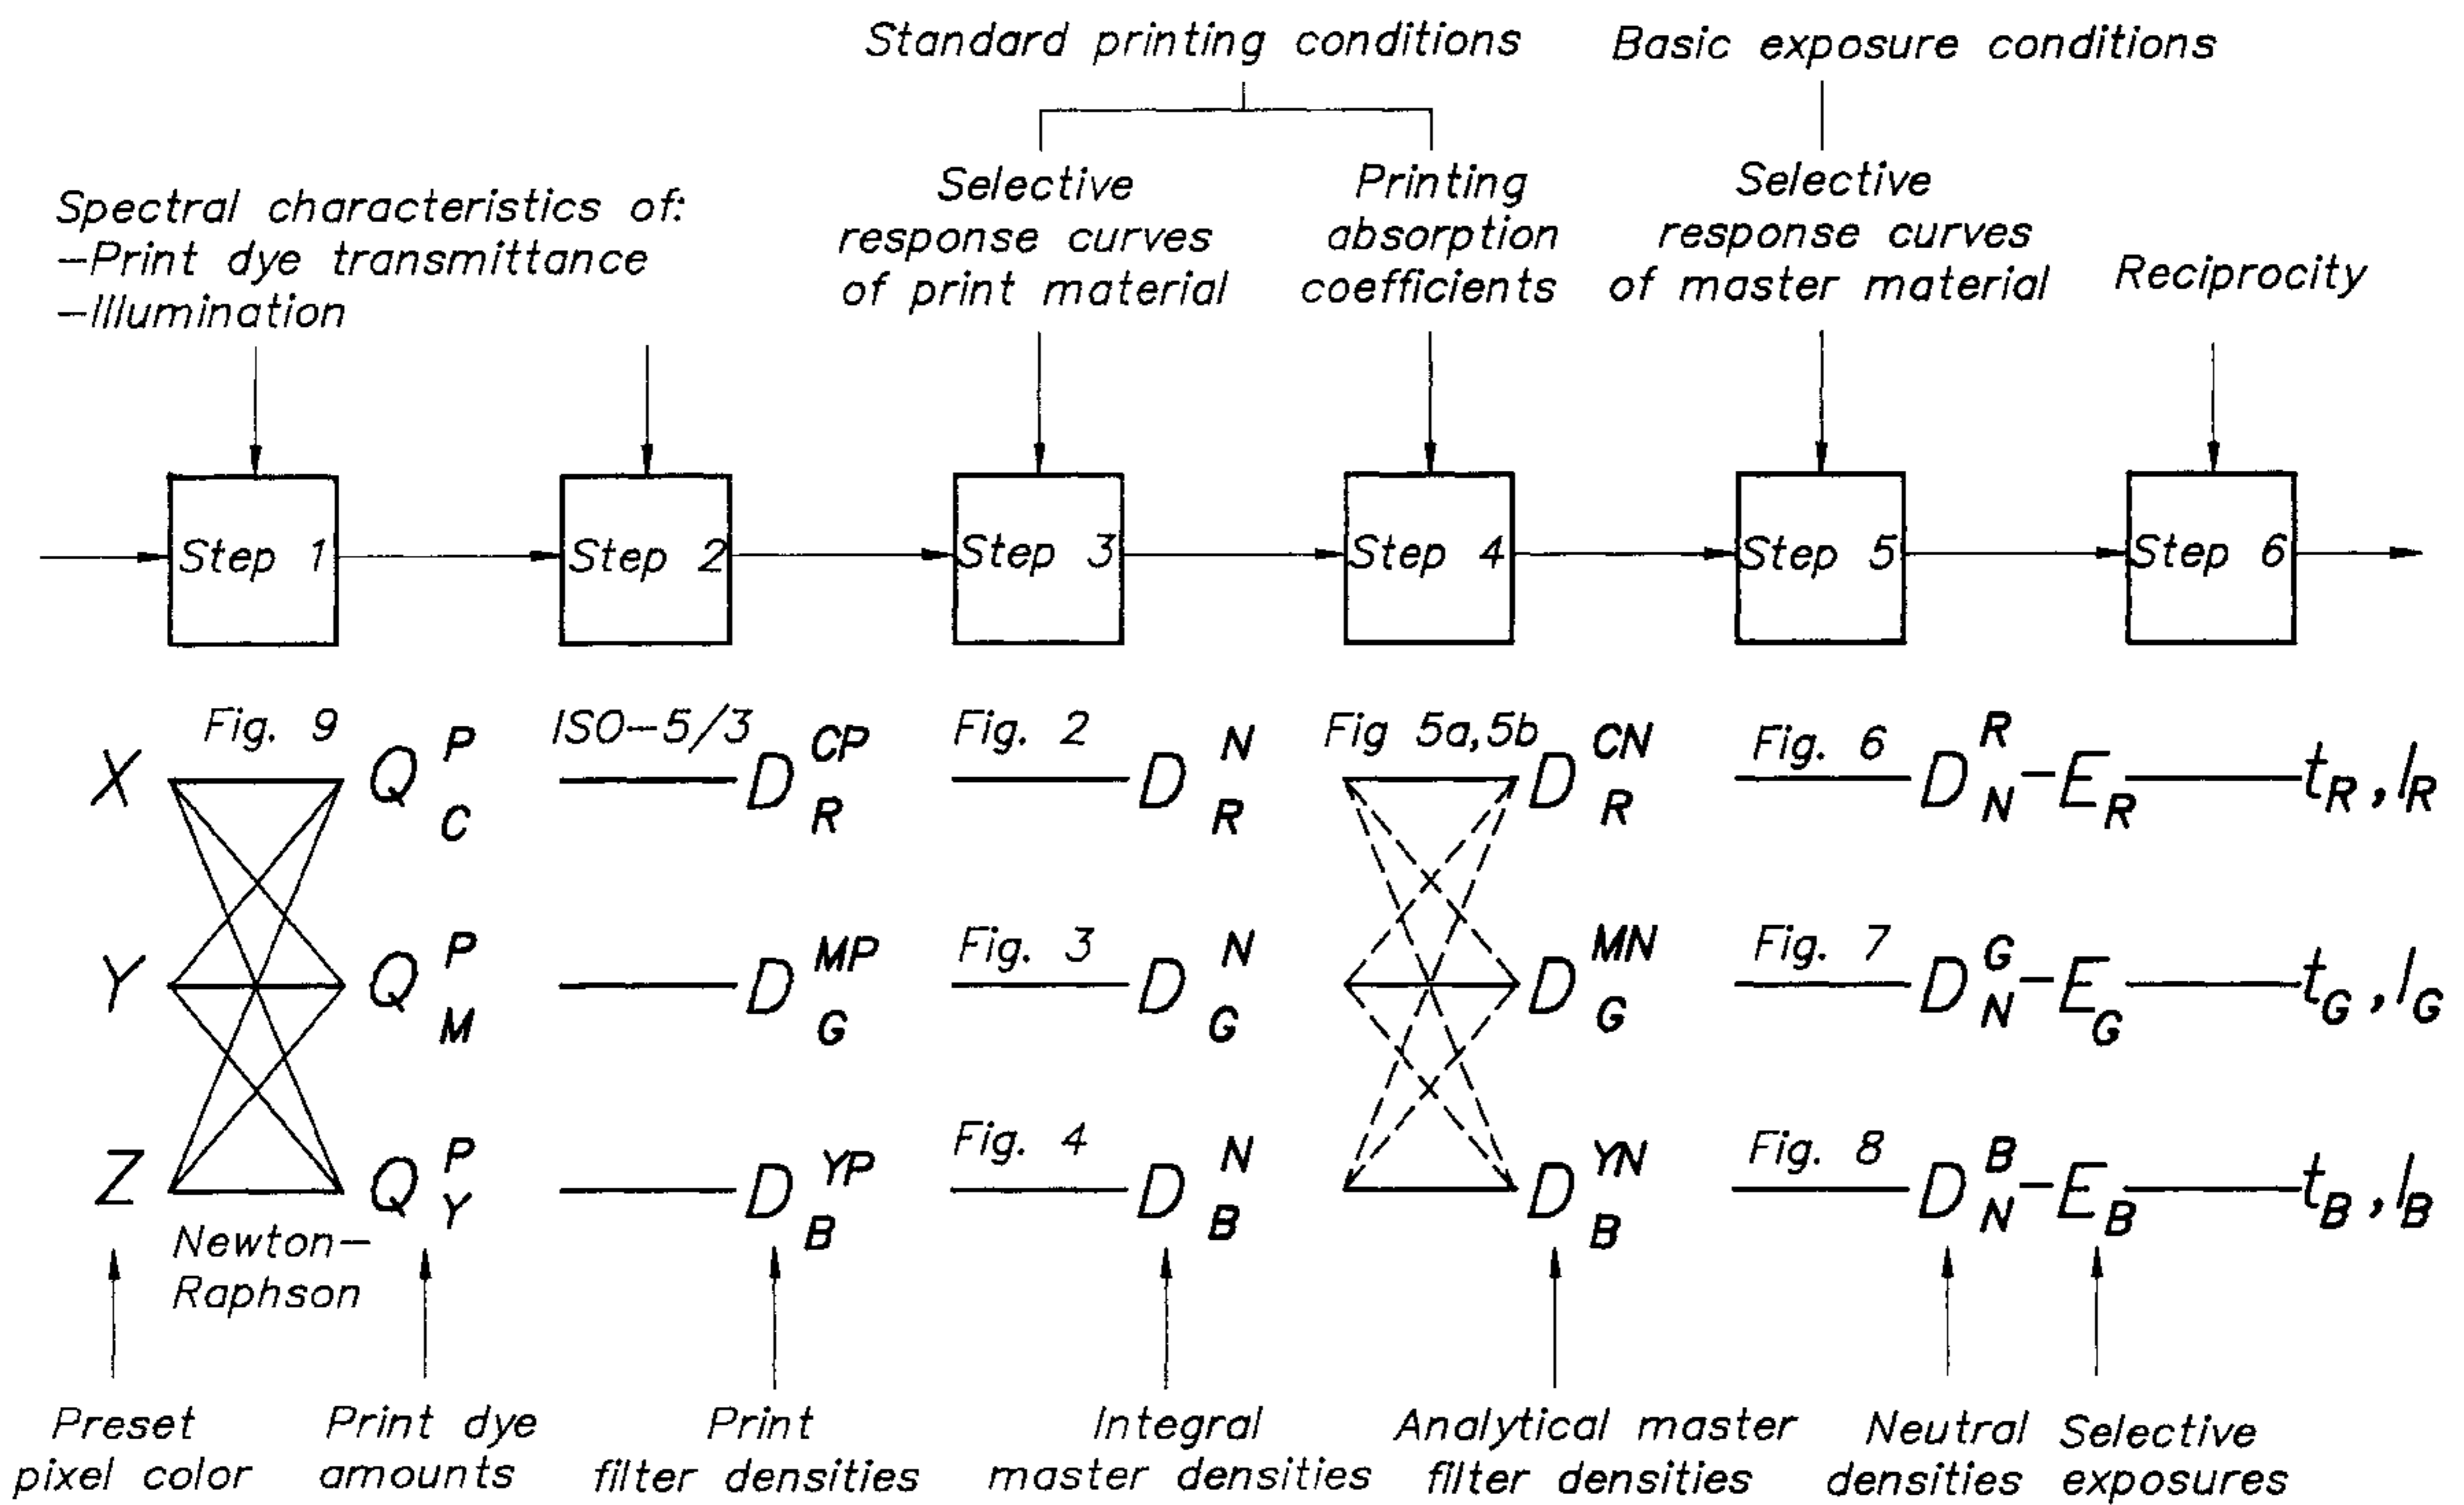 Standard printing conditions
Basic exposure conditions
Spectral characteristics of:
-Print dye transmittance
-Illumination
Selective
response curves
of print material
Printing
absorption
coefficients
Selective
response curves
of master material
Reciprocity
Step 1
Step 2
Step 3
Step 4
Step 5
Step 6
Fig. 9
ISO-5/3
Fig. 2
Fig 5a,5b
Fig. 6
X Q P C D CP R D N R D CN R D R N - E R t R , I R
Fig. 3
Fig. 7
Y Q P M D MP G D N G D MN G D G N - E G t G , I G
Fig. 4
Fig. 8
Z Q P Y D YP B D N B D YN B D B N - E B t B , I B
Newton-
Raphson
Preset
pixel color
Print dye
amounts
Print
filter densities
Integral
master densities
Analytical master
filter densities
Neutral
densities
Selective
exposures